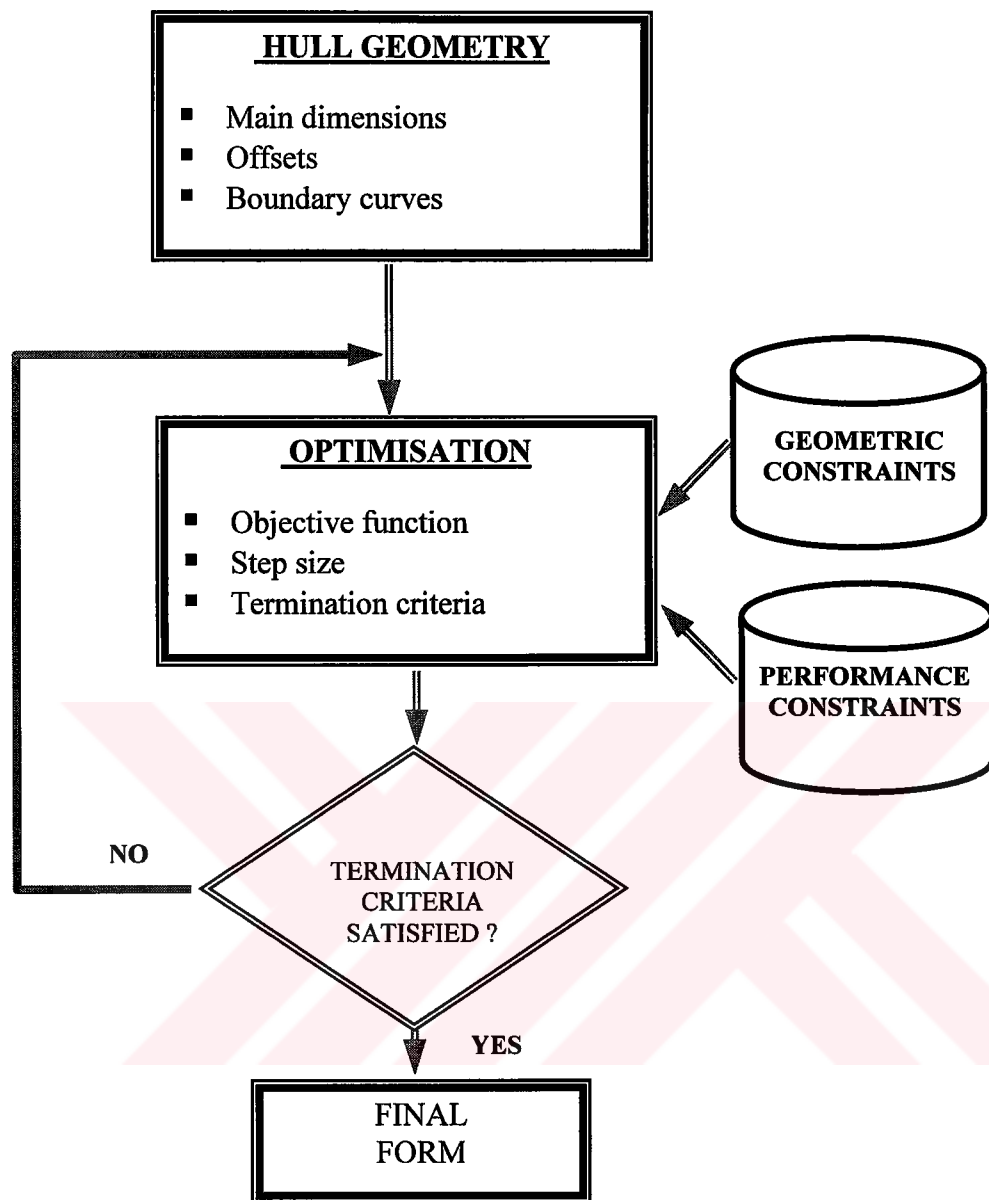 HULL GEOMETRY
▪ Main dimensions
▪ Offsets
▪ Boundary curves
OPTIMISATION
▪ Objective function
▪ Step size
▪ Termination criteria
GEOMETRIC
CONSTRAINTS
PERFORMANCE
CONSTRAINTS
NO
TERMINATION
CRITERIA
SATISFIED ?
YES
FINAL
FORM